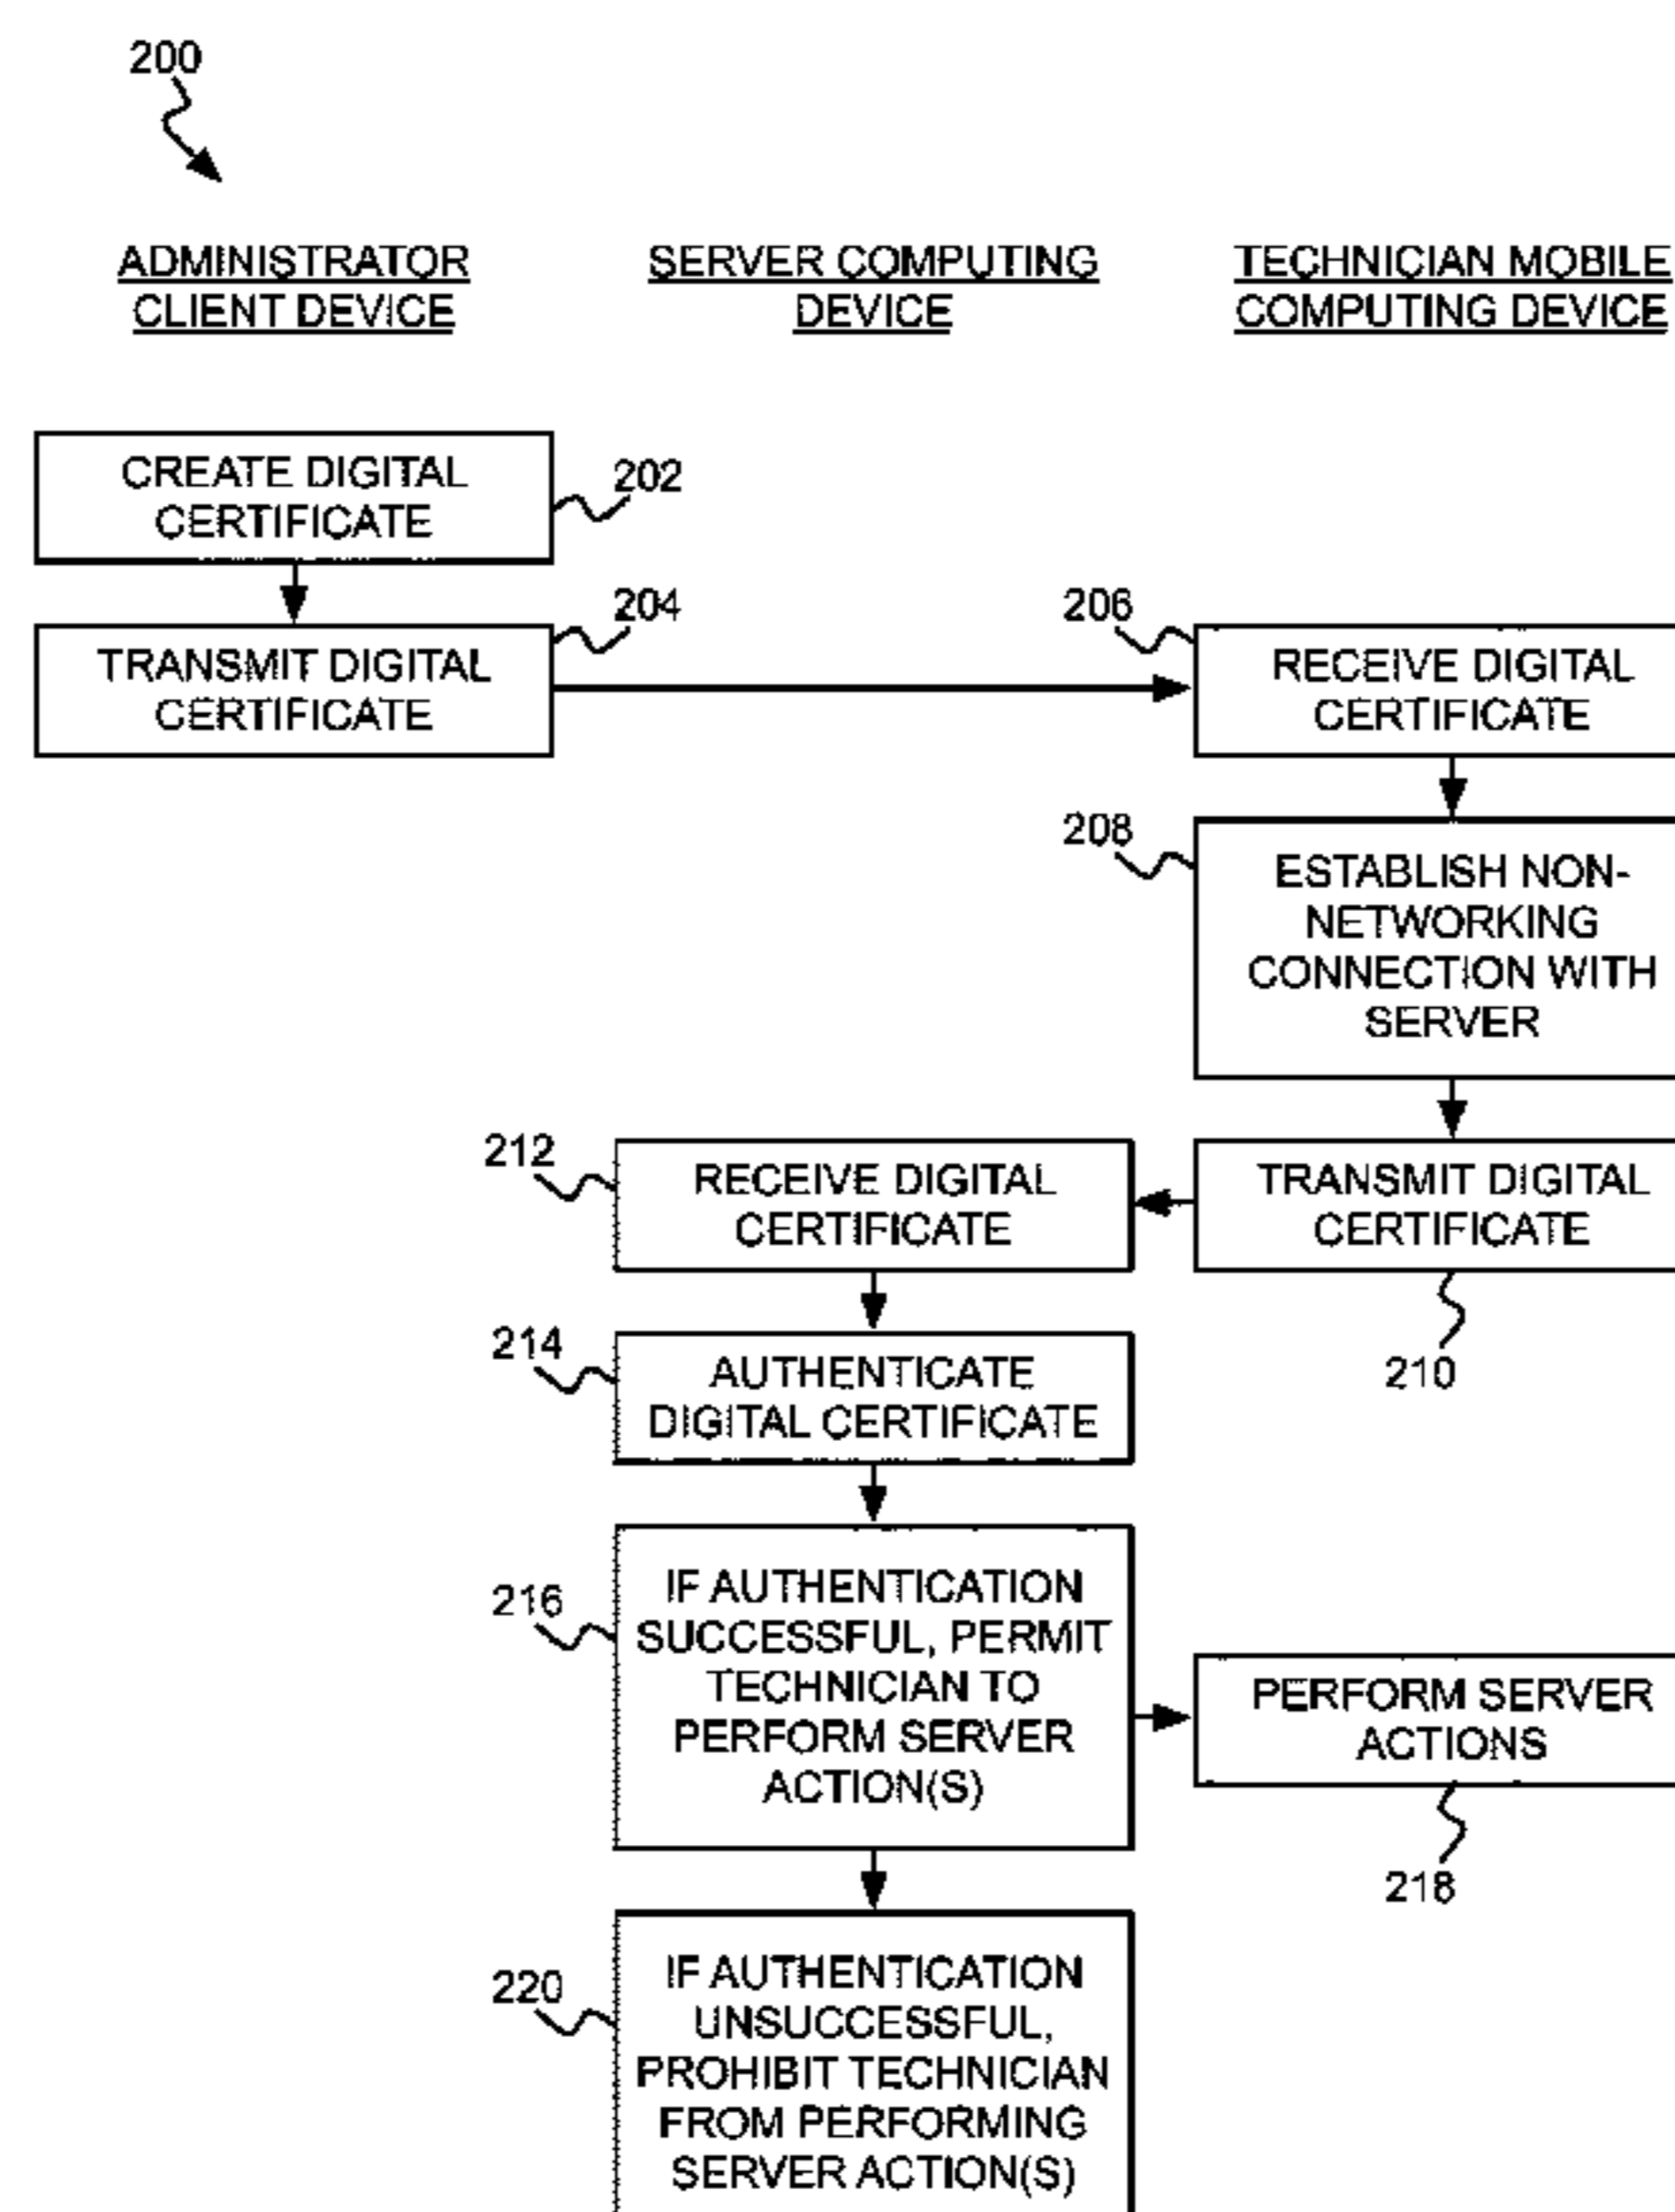 200
ADMINISTRATOR
CLIENT DEVICE
SERVER COMPUTING
DEVICE
TECHNICIAN MOBILE
COMPUTING DEVICE
CREATE DIGITAL
CERTIFICATE
202
TRANSMIT DIGITAL
CERTIFICATE
204
206
RECEIVE DIGITAL
CERTIFICATE
208
ESTABLISH NON-
NETWORKING
CONNECTION WITH
SERVER
212
RECEIVE DIGITAL
CERTIFICATE
TRANSMIT DIGITAL
CERTIFICATE
210
214
AUTHENTICATE
DIGITAL CERTIFICATE
216
IF AUTHENTICATION
SUCCESSFUL, PERMIT
TECHNICIAN TO
PERFORM SERVER
ACTION(S)
PERFORM SERVER
ACTIONS
218
220
IF AUTHENTICATION
UNSUCCESSFUL,
PROHIBIT TECHNICIAN
FROM PERFORMING
SERVER ACTION(S)